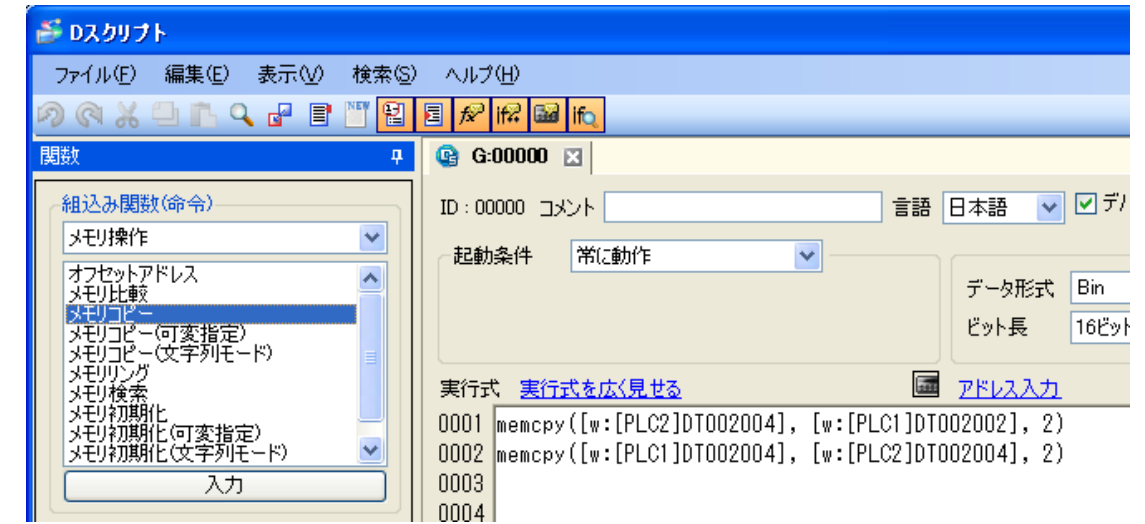 Dスクリプト
ファイル(F) 編集(E) 表示(V) 検索(S) ヘルプ(H)
NEW
関数
G:00000
組込み関数(命令)
メモリ操作
オフセットアドレス
メモリ比較
メモリコピー
メモリコピー(可変指定)
メモリコピー(文字列モード)
メモリリング
メモリ検索
メモリ初期化
メモリ初期化(可変指定)
メモリ初期化(文字列モード)
入力
ID : 00000 コメント 言語 日本語
起動条件 常に動作
データ形式 Bin
ビット長 16ビット
実行式 実行式を広く見せる アドレス入力
0001 memcpy([w:[PLC2]DT002004], [w:[PLC1]DT002002], 2)
0002 memcpy([w:[PLC1]DT002004], [w:[PLC2]DT002004], 2)
0003
0004